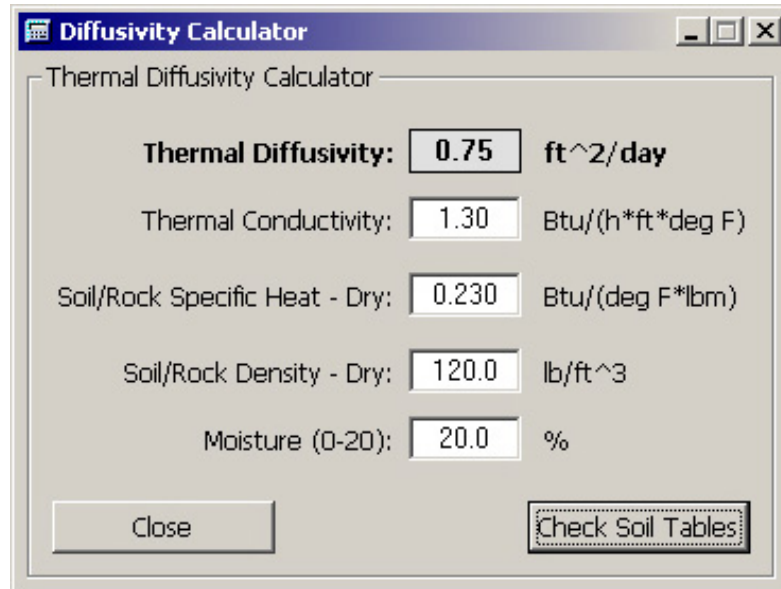 Diffusivity Calculator
Thermal Diffusivity Calculator
Thermal Diffusivity: 0.75 ft^2/day
Thermal Conductivity: 1.30 Btu/(h*ft*deg F)
Soil/Rock Specific Heat - Dry: 0.230 Btu/(deg F*lbm)
Soil/Rock Density - Dry: 120.0 lb/ft^3
Moisture (0-20): 20.0 %
Close Check Soil Tables